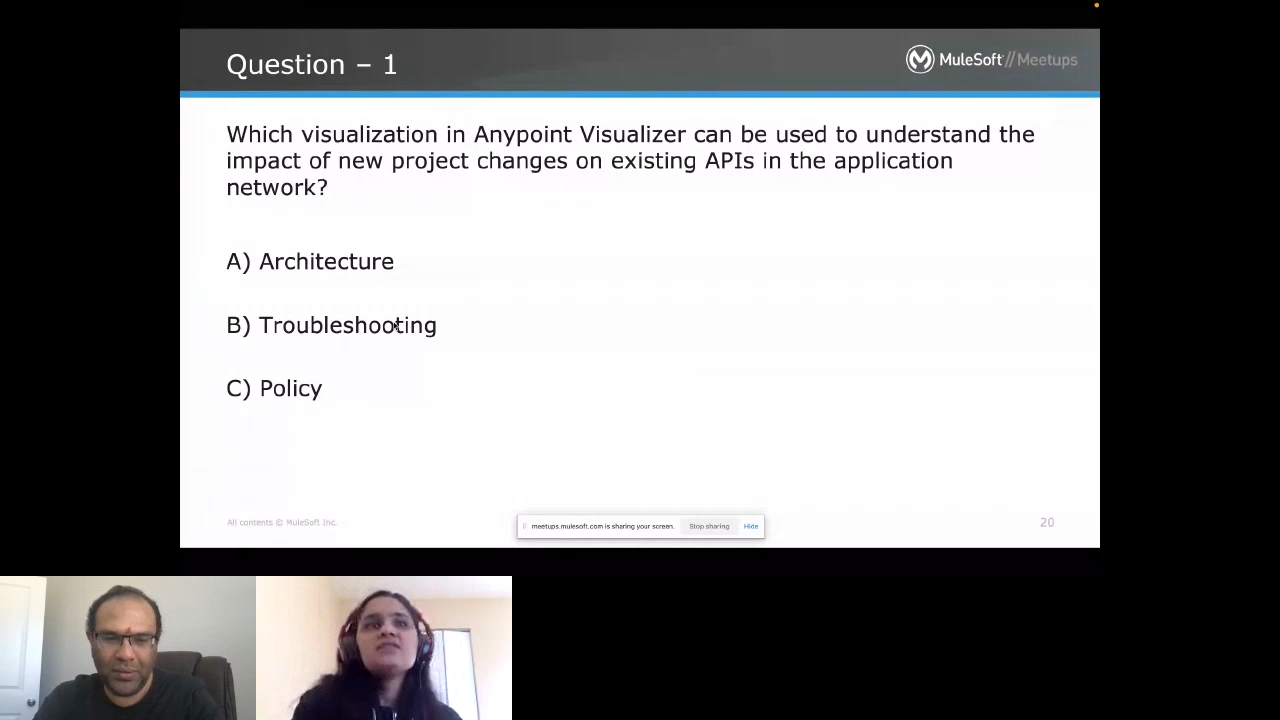 Question – 1
MuleSoft//Meetups
Which visualization in Anypoint Visualizer can be used to understand the
impact of new project changes on existing APIs in the application
network?
A) Architecture
B) Troubleshooting
C) Policy
All contents © MuleSoft Inc.
meetups.mulesoft.com is sharing your screen. Stop sharing Hide
20